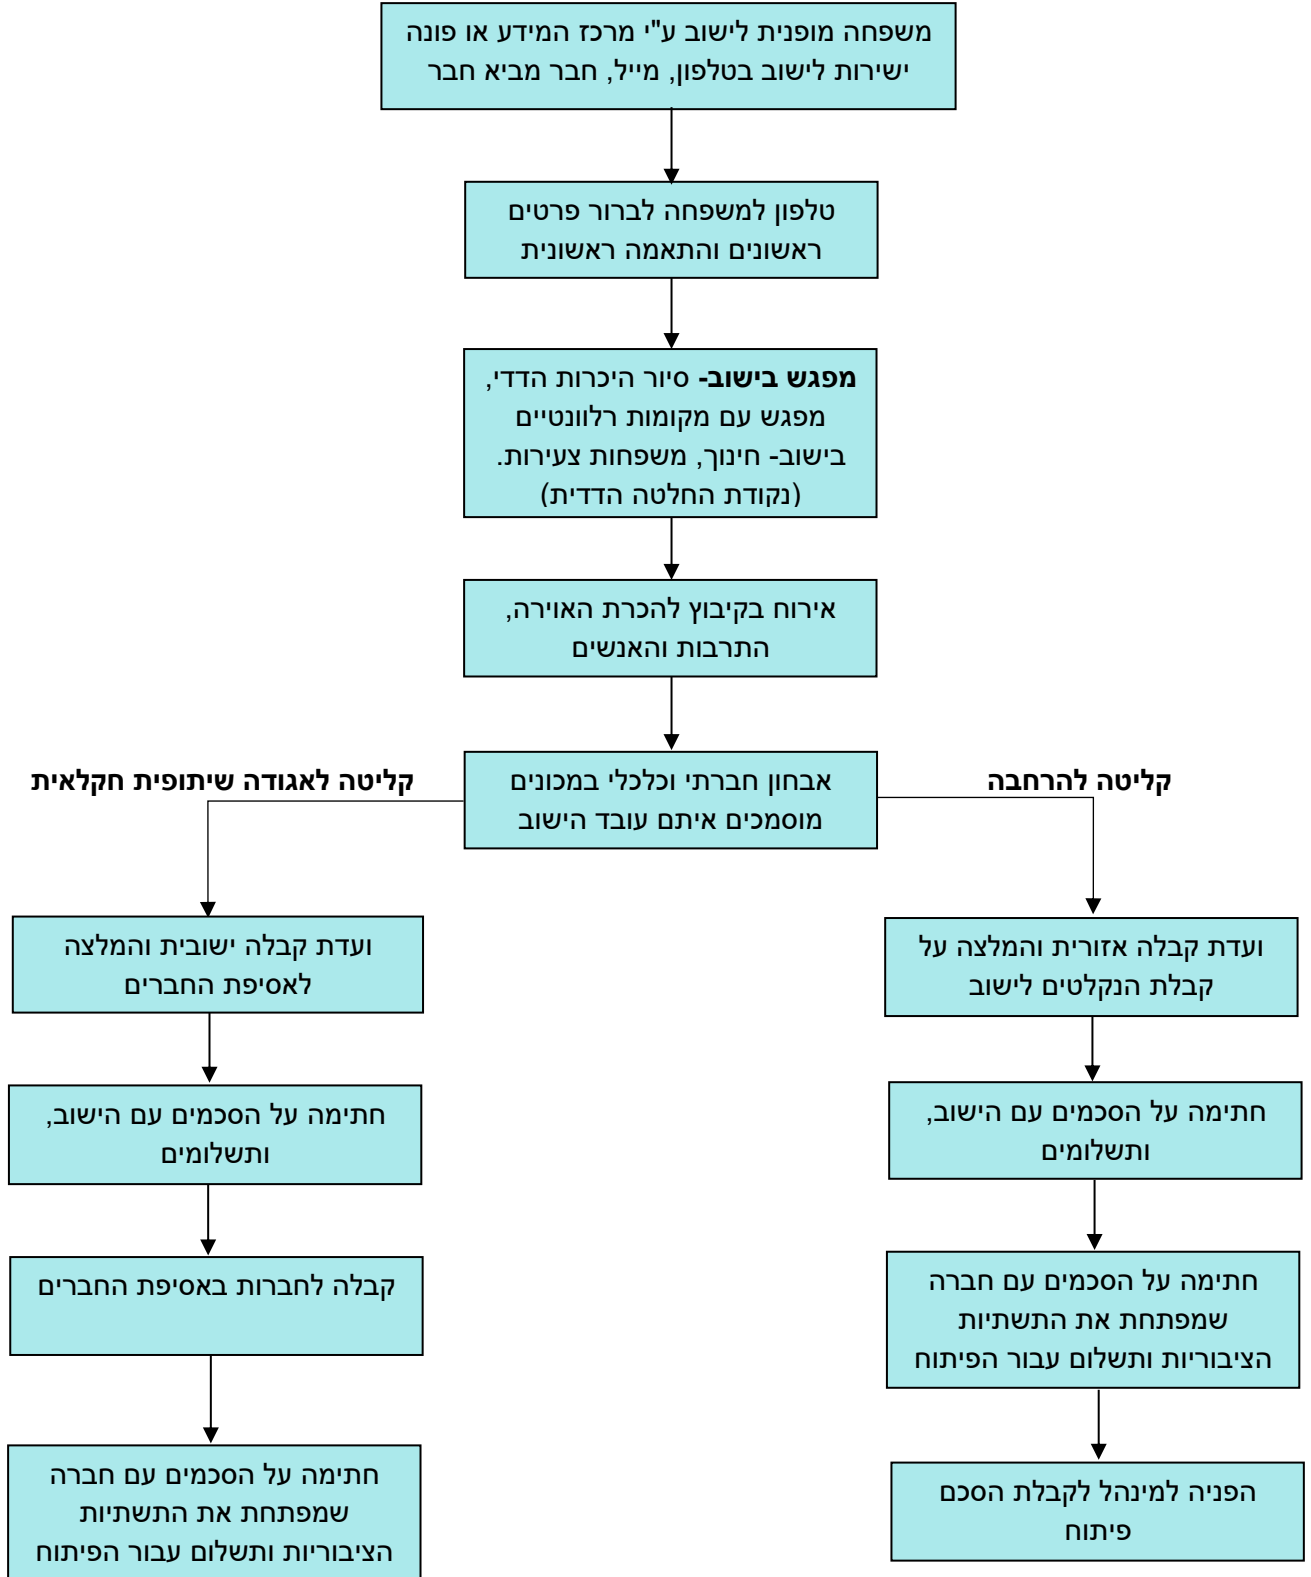 משפחה מופנית לישוב ע"י מרכז המידע או פונה
ישירות לישוב בטלפון, מייל, חבר מביא חבר
טלפון למשפחה לברור פרטים
ראשונים והתאמה ראשונית
מפגש בישוב- סיור היכרות הדדי,
מפגש עם מקומות רלוונטיים
בישוב- חינוך, משפחות צעירות.
(נקודת החלטה הדדית)
אירוח בקיבוץ להכרת האוירה,
התרבות והאנשים
אבחון חברתי וכלכלי במכונים
מוסמכים איתם עובד הישוב
קליטה להרחבה
ועדת קבלה אזורית והמלצה על
קבלת הנקלטים לישוב
חתימה על הסכמים עם הישוב,
ותשלומים
חתימה על הסכמים עם חברה
שמפתחת את התשתיות
הציבוריות ותשלום עבור הפיתוח
הפניה למינהל לקבלת הסכם
פיתוח
קליטה לאגודה שיתופית חקלאית
ועדת קבלה ישובית והמלצה
לאסיפת החברים
חתימה על הסכמים עם הישוב,
ותשלומים
קבלה לחברות באסיפת החברים
חתימה על הסכמים עם חברה
שמפתחת את התשתיות
הציבוריות ותשלום עבור הפיתוח